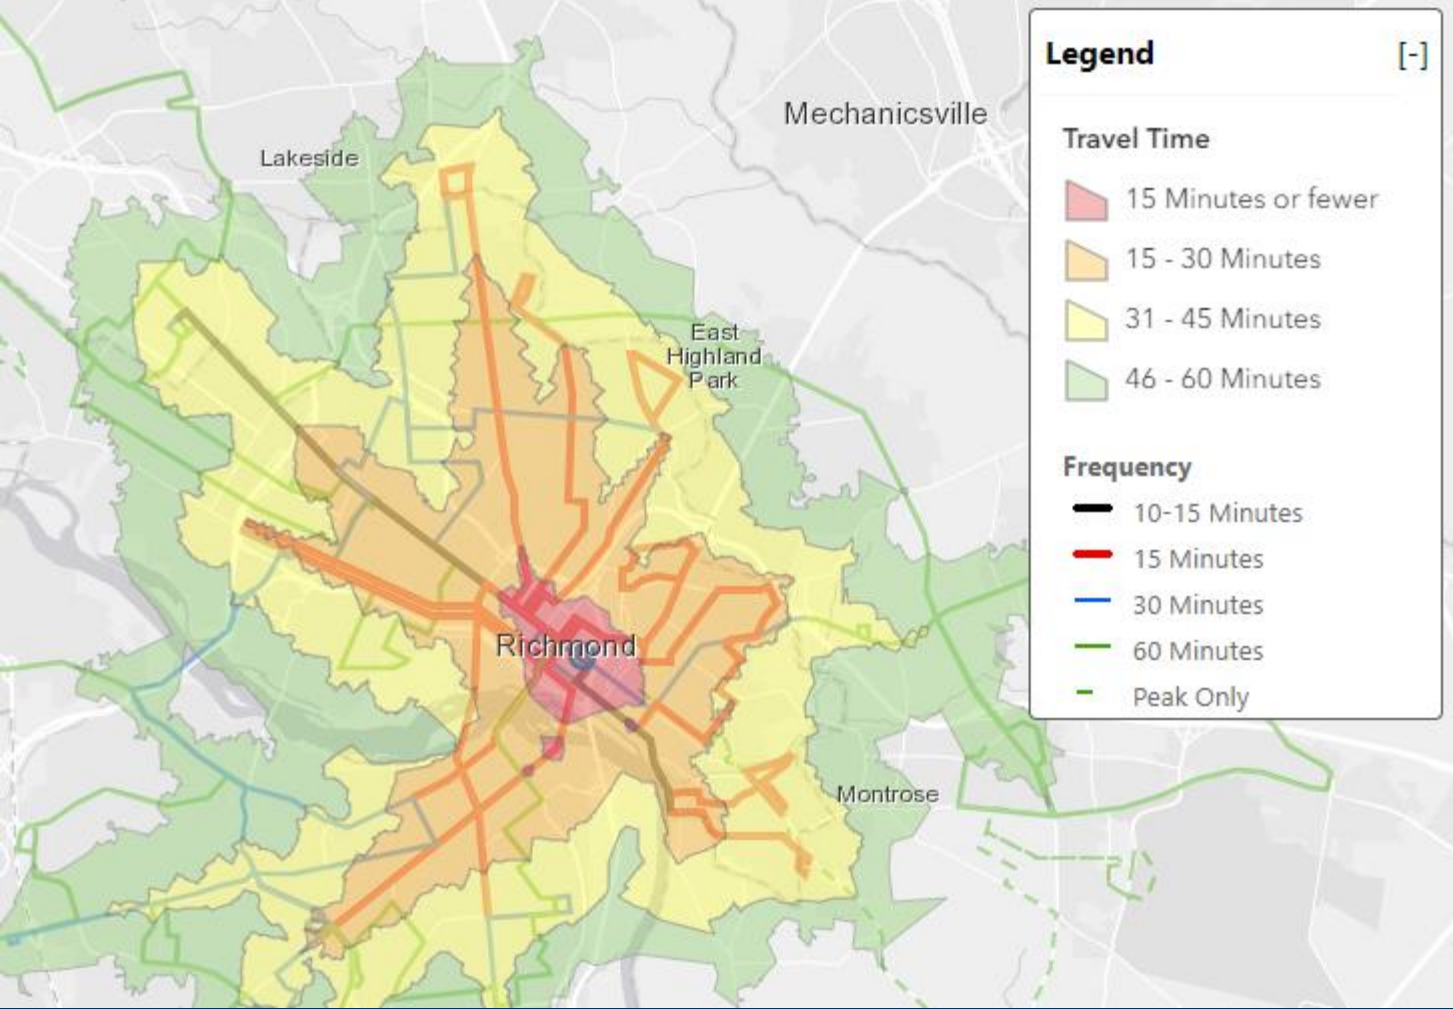 Mechanicsville
Lakeside
East
Highland
Park
Richmond
Montrose
Legend [-]
Travel Time
15 Minutes or fewer
15 - 30 Minutes
31 - 45 Minutes
46 - 60 Minutes
Frequency
10-15 Minutes
15 Minutes
30 Minutes
60 Minutes
Peak Only